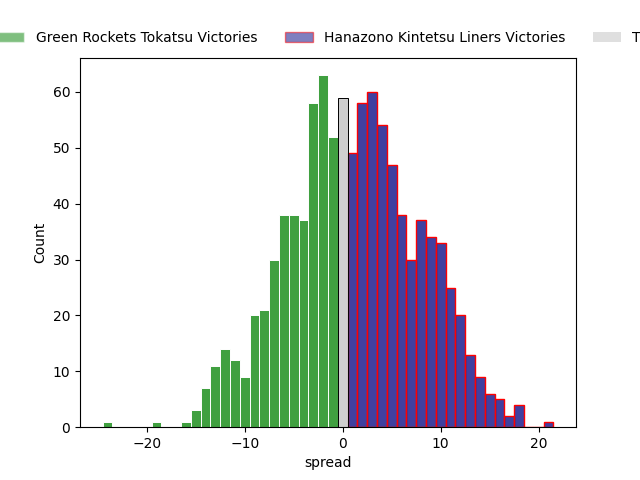 Green Rockets Tokatsu Victories Hanazono Kintetsu Liners Victories T
60
50
40
30
20
10
0
Count
−20 −10 0 10 20
spread